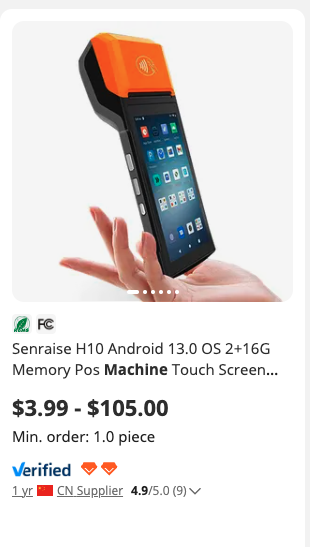 RoHS
FC
Senraise H10 Android 13.0 OS 2+16G
Memory Pos Machine Touch Screen...
$3.99 - $105.00
Min. order: 1.0 piece
Verified
1 yr CN Supplier 4.9/5.0 (9)